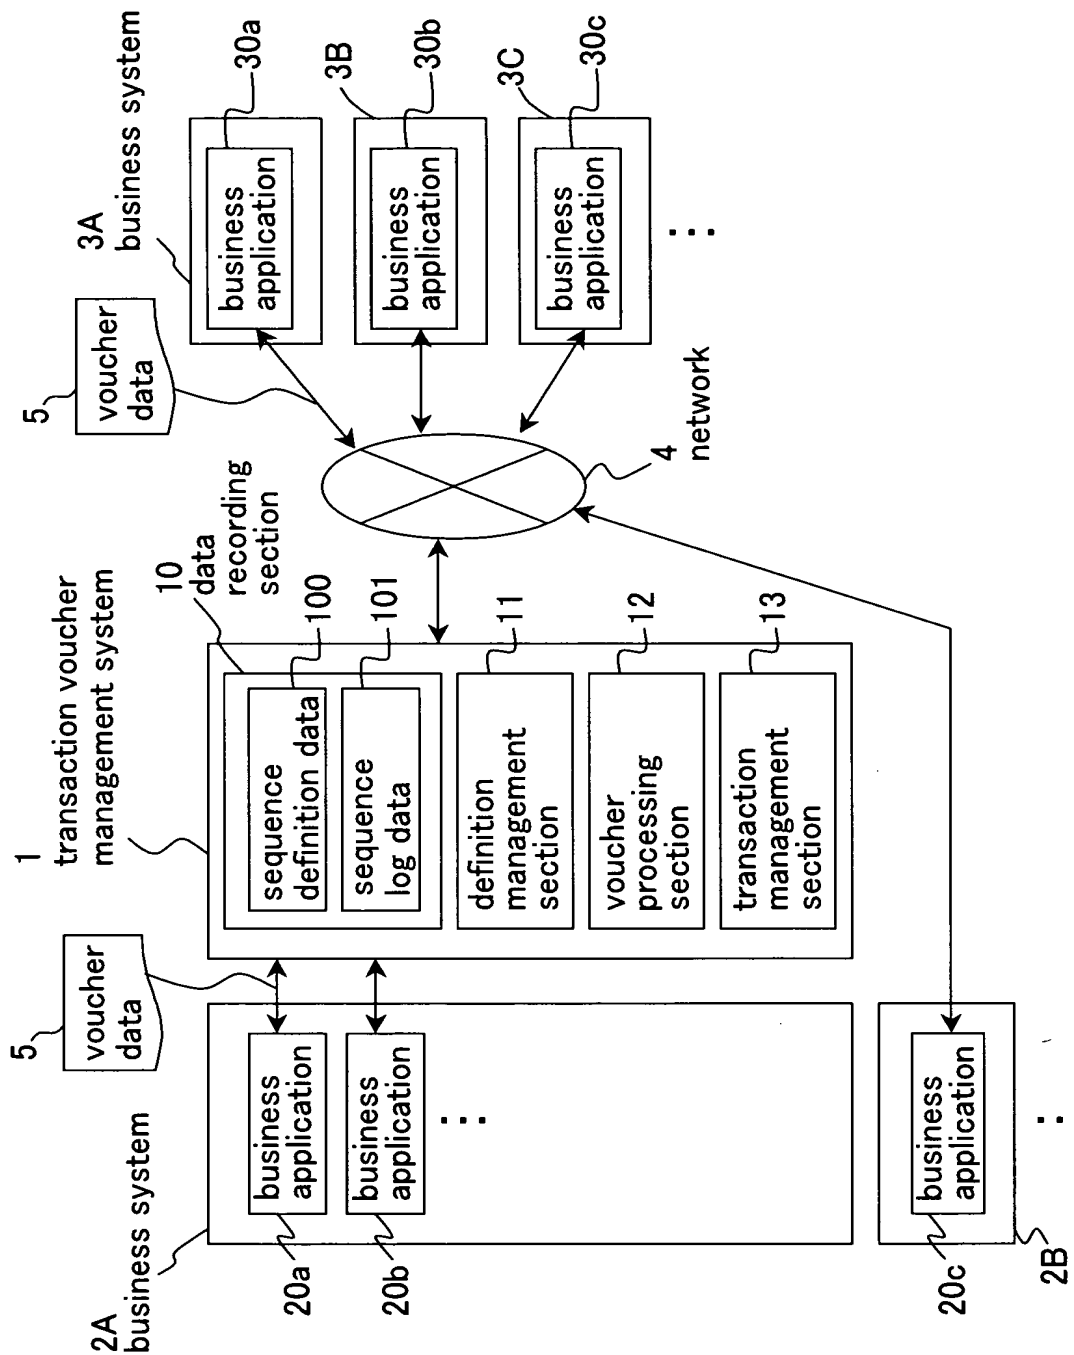 1
transaction voucher
management system
10
data
recording
section
100
101
11
12
13
sequence
definition data
sequence
log data
definition
management
section
voucher
processing
section
transaction
management
section
5
voucher
data
2A
business system
business
application
20a
business
application
20b
...
business
application
20c
2B
..
5
voucher
data
4
network
3A
business system
business
application
30a
3B
business
application
30b
3C
business
application
30c
...